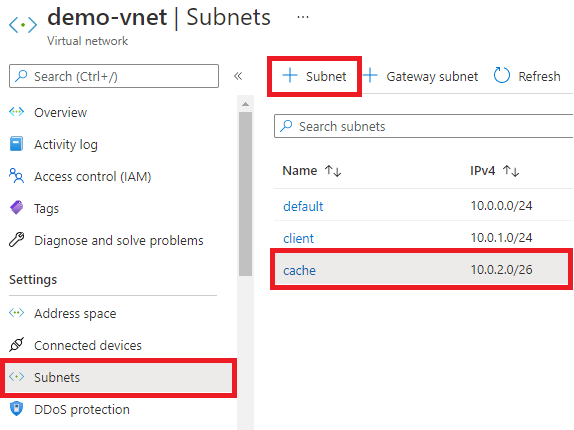 demo-vnet | Subnets ...
Virtual network
Search (Ctrl+/)
«
Overview
Activity log
Access control (IAM)
Tags
Diagnose and solve problems
Settings
Address space
Connected devices
Subnets
DDoS protection
+ Subnet + Gateway subnet Refresh
Search subnets
Name ↑↓ IPv4 ↑↓
default 10.0.0.0/24
client 10.0.1.0/24
cache 10.0.2.0/26